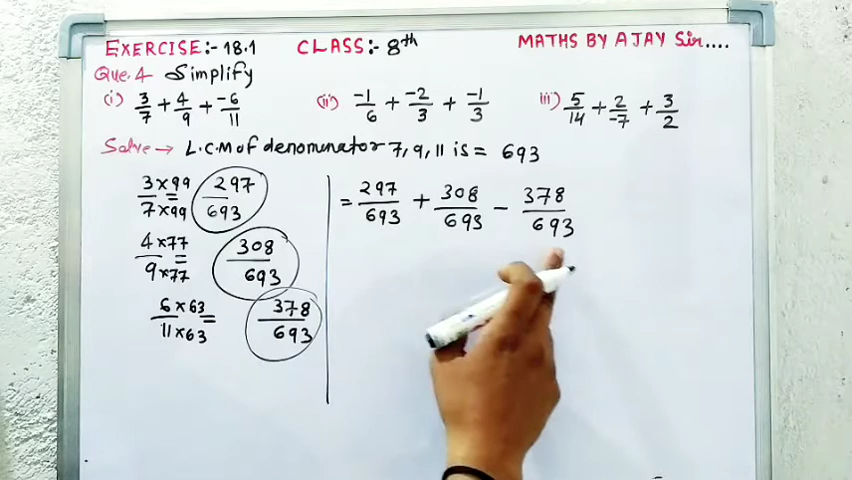 EXERCISE:- 18.1 CLASS:- 8th MATHS BY AJAY Sir....
Que.4 Simplify
(i) 3/7 + 4/9 + -6/11 (ii) -1/6 + -2/3 + -1/3 iii) 5/14 + 2/-7 + 3/2
Solve → L.C.M of denominator 7, 9, 11 is = 693
3×99/7×99 = 297/693
= 297/693 + 308/693 - 378/693
4×77/9×77 = 308/693
6×63/11×63 = 378/693